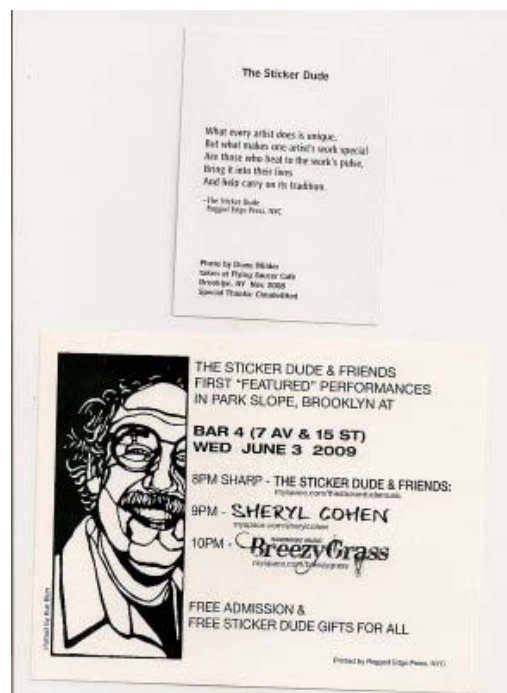 The Sticker Dude
What every artist does is unique.
But what makes one artist's work special
Are those who beat to the work's pulse,
Bring it into their lives
And help carry on its tradition.
-The Sticker Dude
Ragged Edge Press, NYC
Photo by Diane
taken at Flying Saucer Cafe
Brooklyn, NY Nov. 2008
Special Thanks:
THE STICKER DUDE & FRIENDS
FIRST "FEATURED" PERFORMANCES
IN PARK SLOPE, BROOKLYN AT
BAR 4 (7 AV & 15 ST)
WED JUNE 3 2009
8PM SHARP - THE STICKER DUDE & FRIENDS:
myspace.com/thestickerdudemusic
9PM - SHERYL COHEN
myspace.com/sherylcohen
10PM - BreezyGrass
myspace.com/breezygrass
FREE ADMISSION &
FREE STICKER DUDE GIFTS FOR ALL
Printed by Ragged Edge Press, NYC